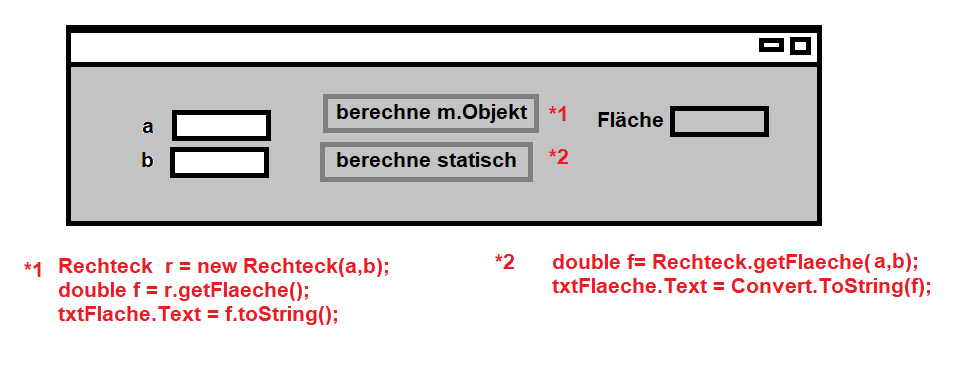 a
b
berechne m.Objekt *1
berechne statisch *2
Fläche
*1 Rechteck r = new Rechteck(a,b);
double f = r.getFlaeche();
txtFlache.Text = f.toString();
*2 double f= Rechteck.getFlaeche(a,b);
txtFlaeche.Text = Convert.ToString(f);